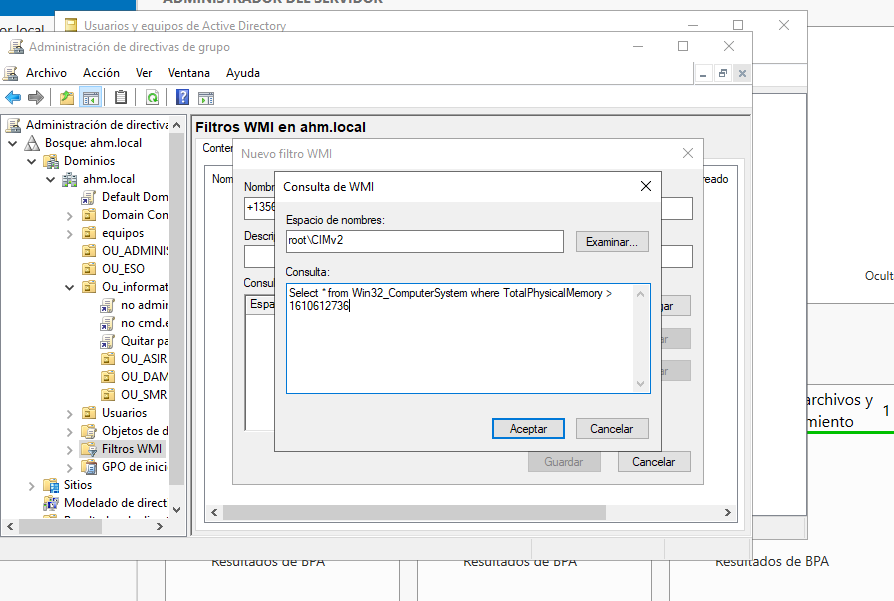 ADMINISTRADOR DEL SERVIDOR
Usuarios y equipos de Active Directory
Administración de directivas de grupo
Archivo Acción Ver Ventana Ayuda
Administración de directiva
Bosque: ahm.local
Dominios
ahm.local
Default Dom
Domain Con
equipos
OU_ADMINIS
OU_ESO
Ou_informat
no admir
no cmd.e
Quitar pa
OU_ASIR
OU_DAM
OU_SMR
Usuarios
Objetos de d
Filtros WMI
GPO de inici
Sitios
Modelado de direct
Filtros WMI en ahm.local
Conter
Nom
reado
Nuevo filtro WMI
Nombr
+1356
Descrip
Consul
Espa
gar
ar
ar
Guardar
Cancelar
Consulta de WMI
Espacio de nombres:
root\CIMv2
Examinar...
Consulta:
Select * from Win32_ComputerSystem where TotalPhysicalMemory >
1610612736
Aceptar
Cancelar
Ocult
archivos y
miento
1
Resultados de BPA
Resultados de BPA
Resultados de BPA